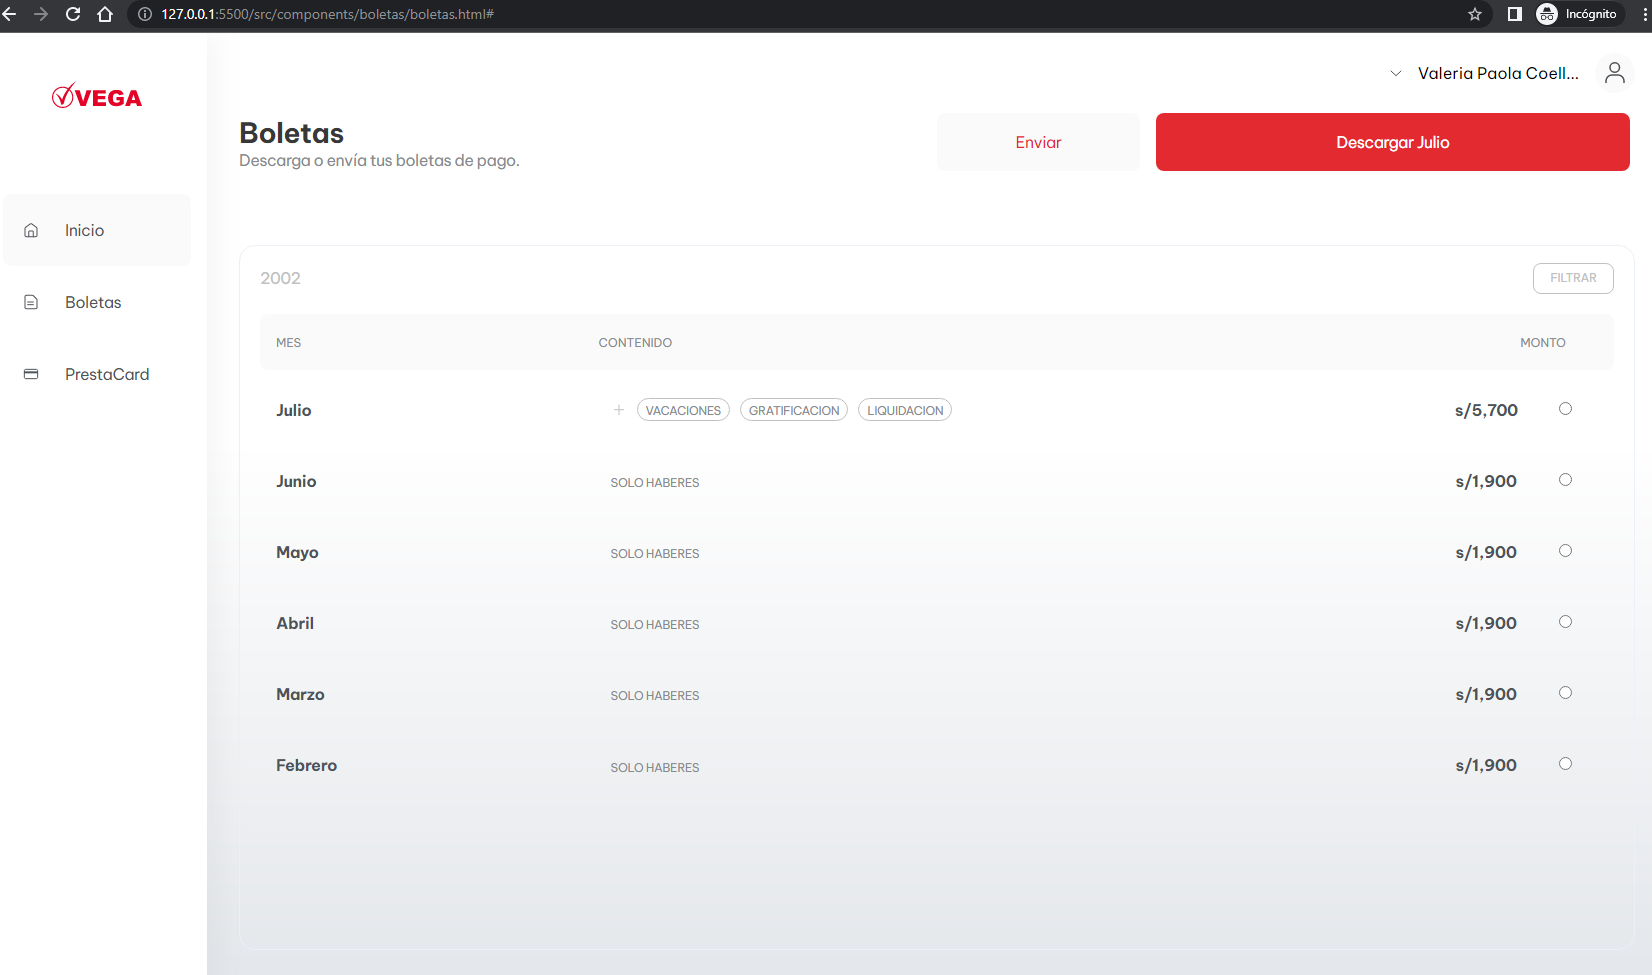 127.0.0.1:5500/src/components/boletas/boletas.html#
Incógnito
VEGA
Valeria Paola Coell...
Boletas
Descarga o envía tus boletas de pago.
Enviar
Descargar Julio
Inicio
Boletas
PrestaCard
2002
FILTRAR
MES CONTENIDO MONTO
Julio + VACACIONES GRATIFICACION LIQUIDACION s/5,700
Junio SOLO HABERES s/1,900
Mayo SOLO HABERES s/1,900
Abril SOLO HABERES s/1,900
Marzo SOLO HABERES s/1,900
Febrero SOLO HABERES s/1,900